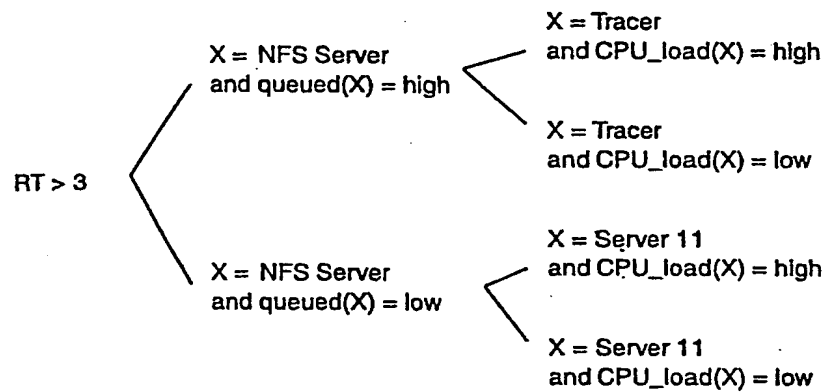 X = Tracer
and CPU_load(X) = high
X = NFS Server
and queued(X) = high
X = Tracer
and CPU_load(X) = low
RT > 3
X = Server 11
and CPU_load(X) = high
X = NFS Server
and queued(X) = low
X = Server 11
and CPU_load(X) = low